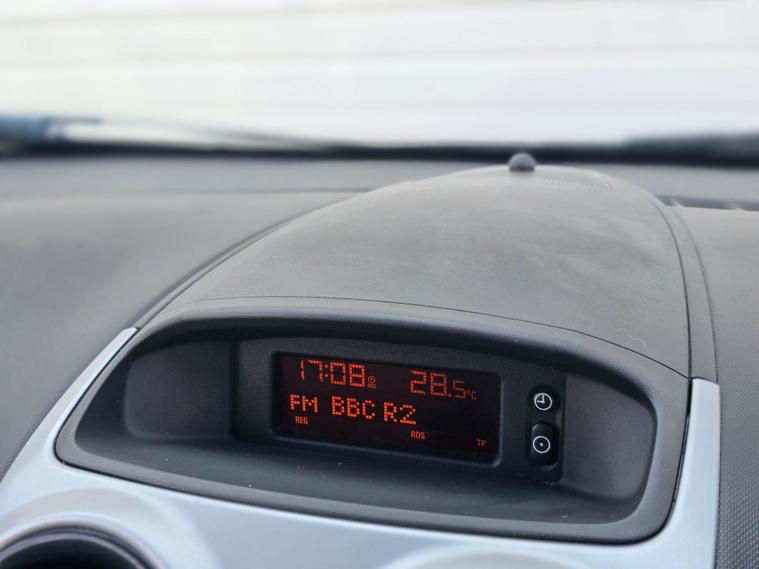 17:08 28.5°C
FM BBC R2
REG RDS TP